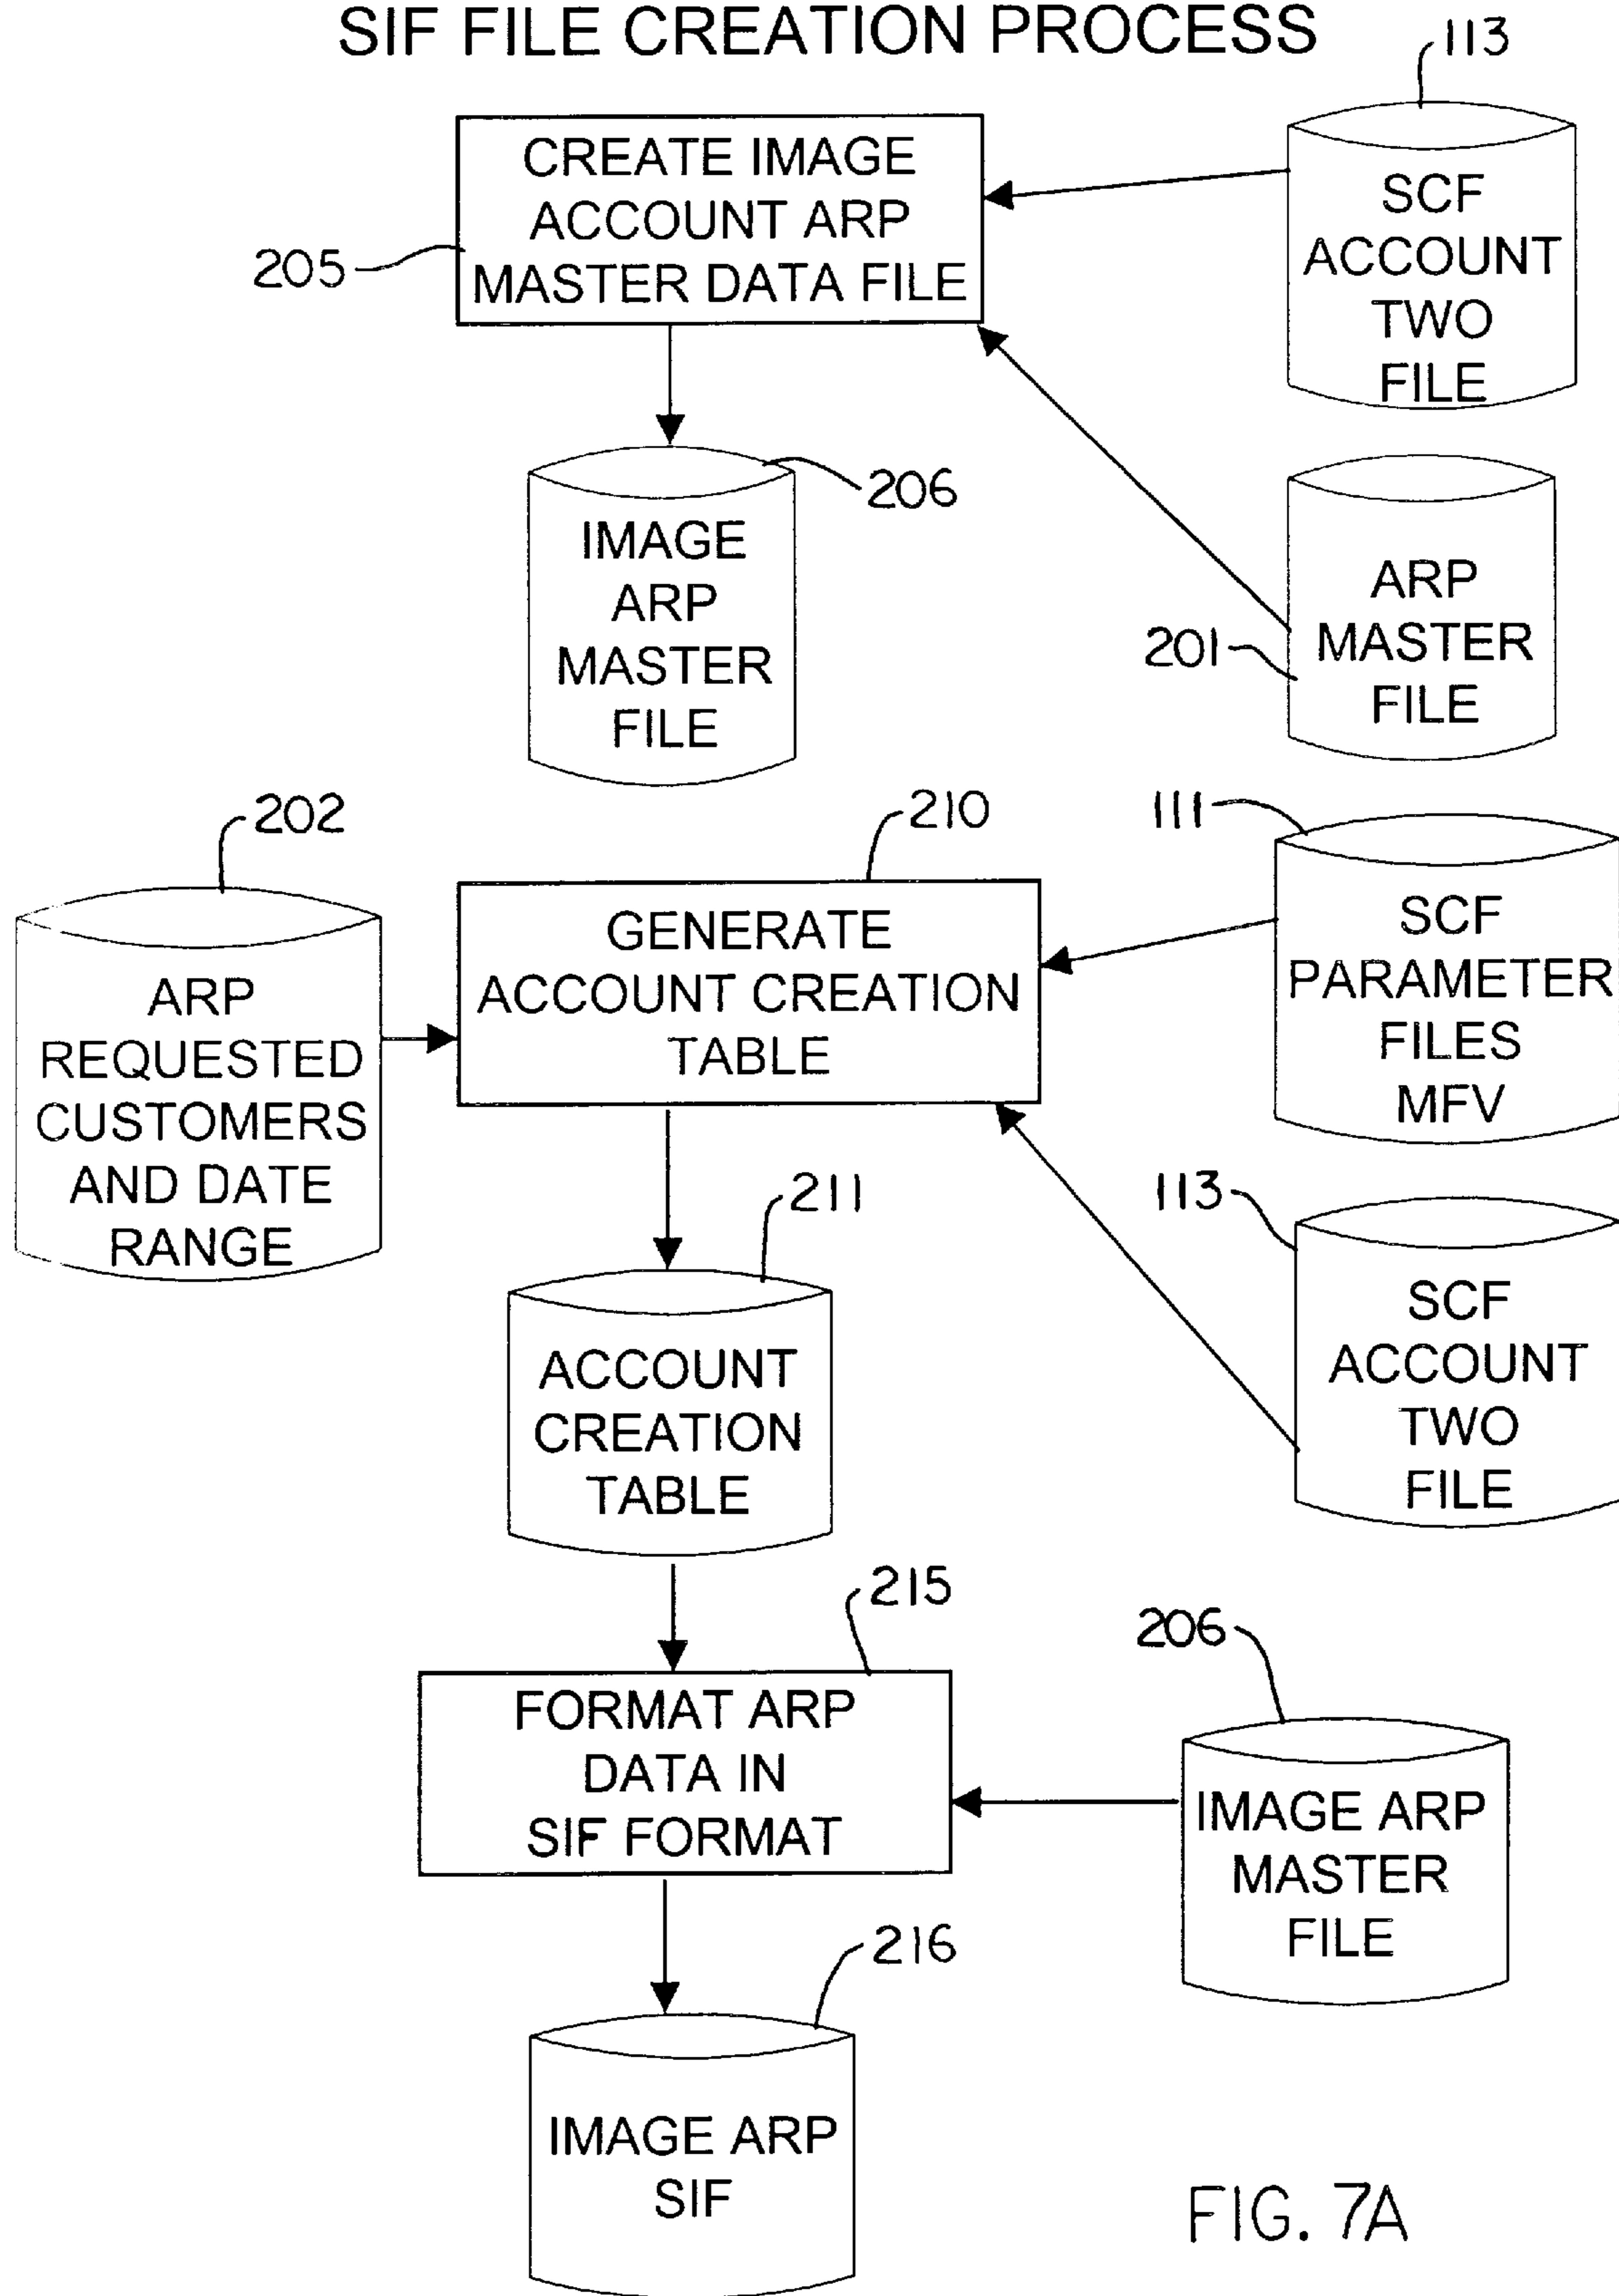 SIF FILE CREATION PROCESS
113
CREATE IMAGE
ACCOUNT ARP
MASTER DATA FILE
205
SCF
ACCOUNT
TWO
FILE
206
IMAGE
ARP
MASTER
FILE
201
ARP
MASTER
FILE
202
ARP
REQUESTED
CUSTOMERS
AND DATE
RANGE
210
GENERATE
ACCOUNT CREATION
TABLE
111
SCF
PARAMETER
FILES
MFV
211
ACCOUNT
CREATION
TABLE
113
SCF
ACCOUNT
TWO
FILE
215
FORMAT ARP
DATA IN
SIF FORMAT
206
IMAGE ARP
MASTER
FILE
216
IMAGE ARP
SIF
FIG. 7A